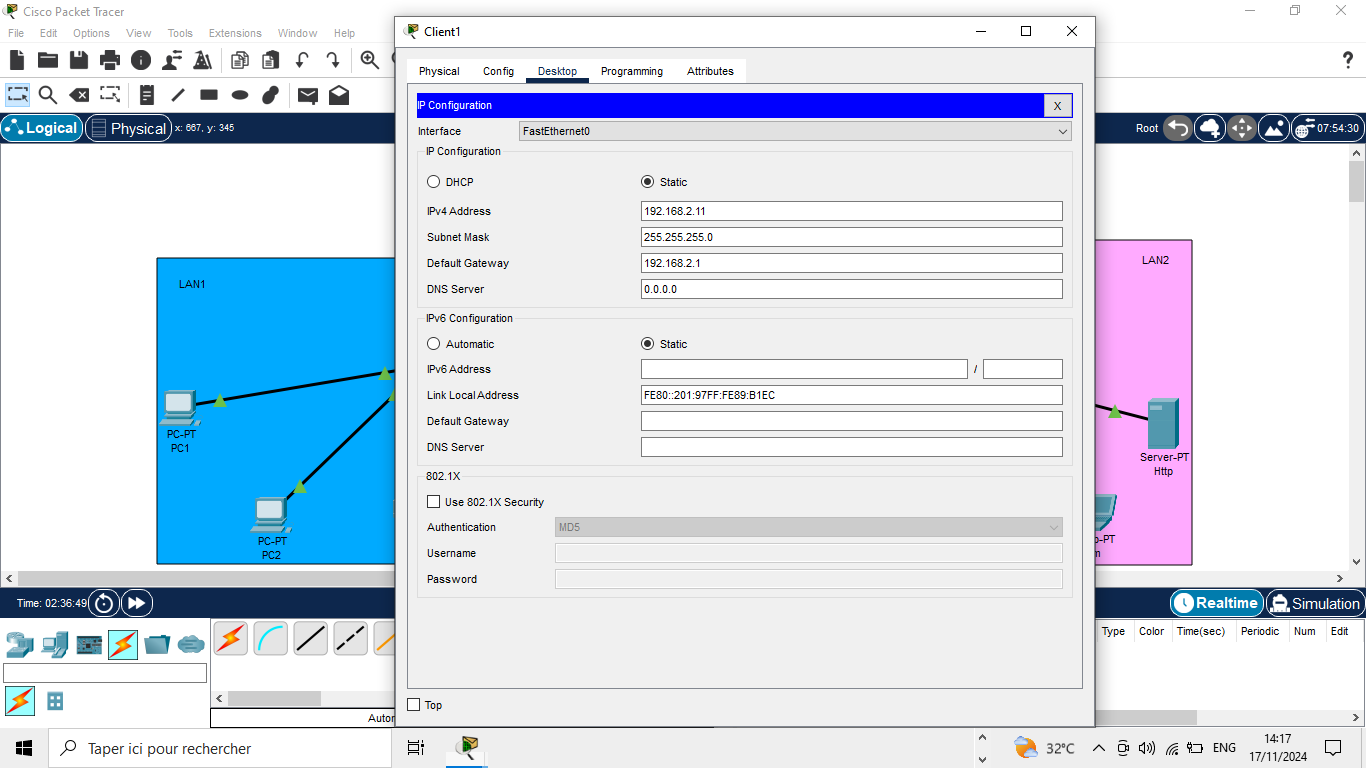 Cisco Packet Tracer
Client1
File Edit Options View Tools Extensions Window Help
Physical Config Desktop Programming Attributes
IP Configuration X
Logical Physical x: 667, y: 345
Root 07:54:30
Interface FastEthernet0
IP Configuration
DHCP Static
IPv4 Address 192.168.2.11
Subnet Mask 255.255.255.0
Default Gateway 192.168.2.1
DNS Server 0.0.0.0
IPv6 Configuration
Automatic Static
IPv6 Address /
Link Local Address FE80::201:97FF:FE89:B1EC
Default Gateway
DNS Server
802.1X
Use 802.1X Security
Authentication MD5
Username
Password
Top
LAN1
PC-PT
PC1
PC-PT
PC2
LAN2
Server-PT
Http
-PT
Time: 02:36:49
Realtime Simulation
Type Color Time(sec) Periodic Num Edit
Taper ici pour rechercher
32°C
ENG
14:17
17/11/2024